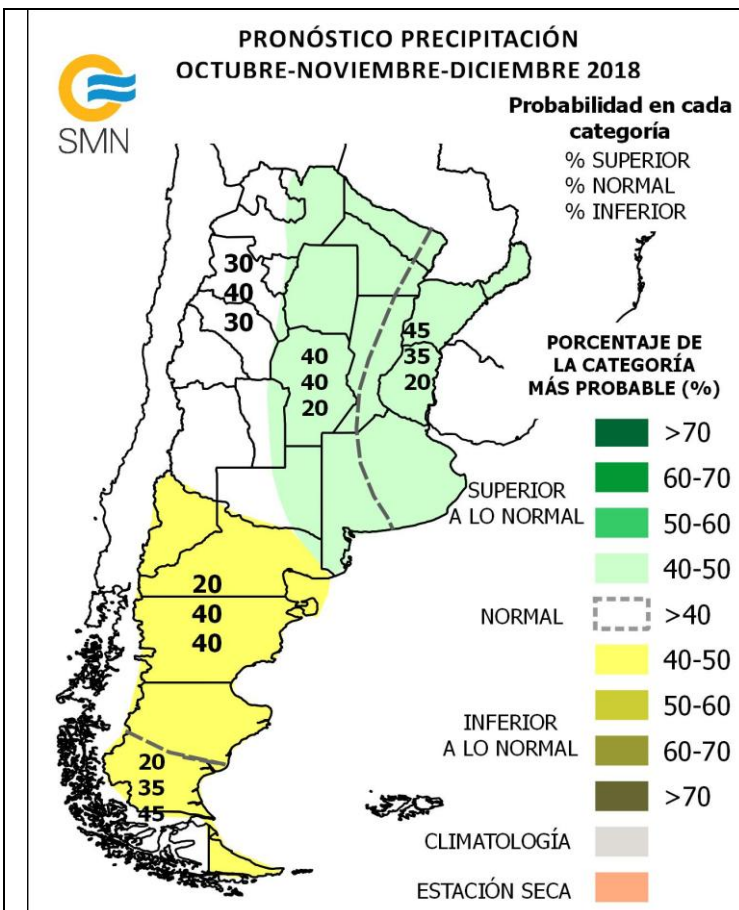 PRONÓSTICO PRECIPITACIÓN
OCTUBRE-NOVIEMBRE-DICIEMBRE 2018
SMN
Probabilidad en cada
categoría
% SUPERIOR
% NORMAL
% INFERIOR
30
40
30
40
40
20
45
35
20
20
40
40
20
35
45
PORCENTAJE DE
LA CATEGORÍA
MÁS PROBABLE (%)
>70
60-70
SUPERIOR
A LO NORMAL
50-60
40-50
NORMAL
>40
40-50
50-60
INFERIOR
A LO NORMAL
60-70
>70
CLIMATOLOGÍA
ESTACIÓN SECA